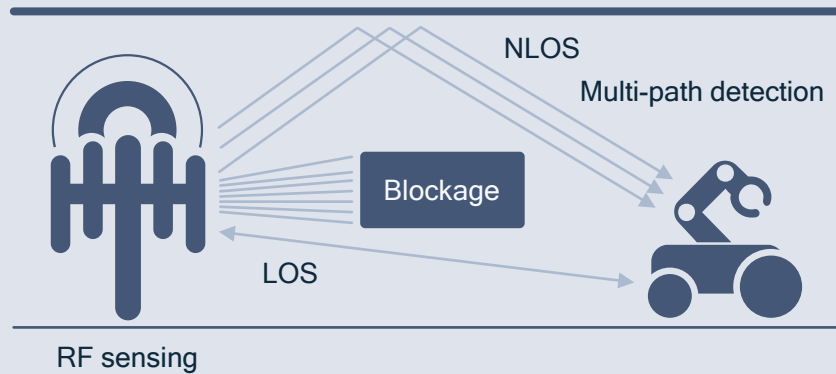 NLOS
Multi-path detection
Blockage
LOS
RF sensing